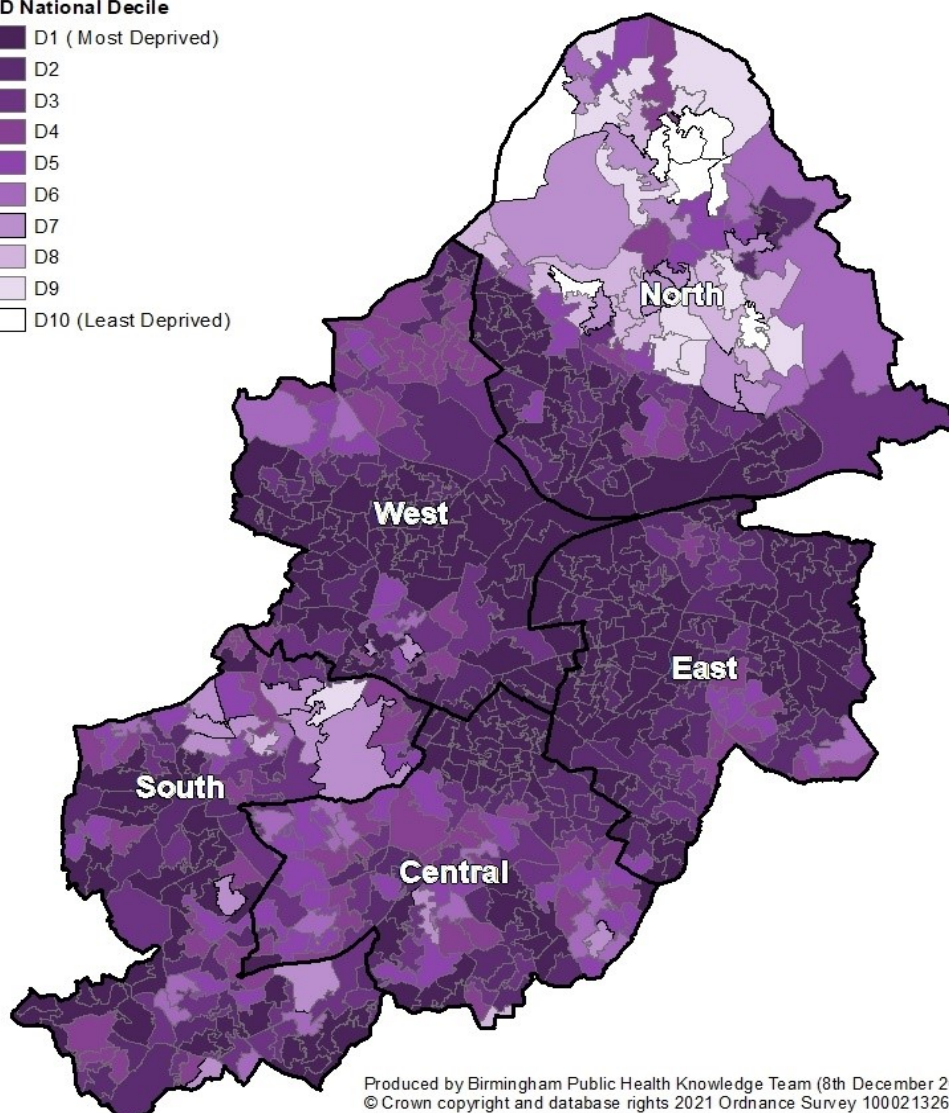 D National Decile
D1 ( Most Deprived)
D2
D3
D4
D5
D6
D7
D8
D9
D10 (Least Deprived)
North
West
East
South
Central
Produced by Birmingham Public Health Knowledge Team (8th December 2
© Crown copyright and database rights 2021 Ordnance Survey 100021326